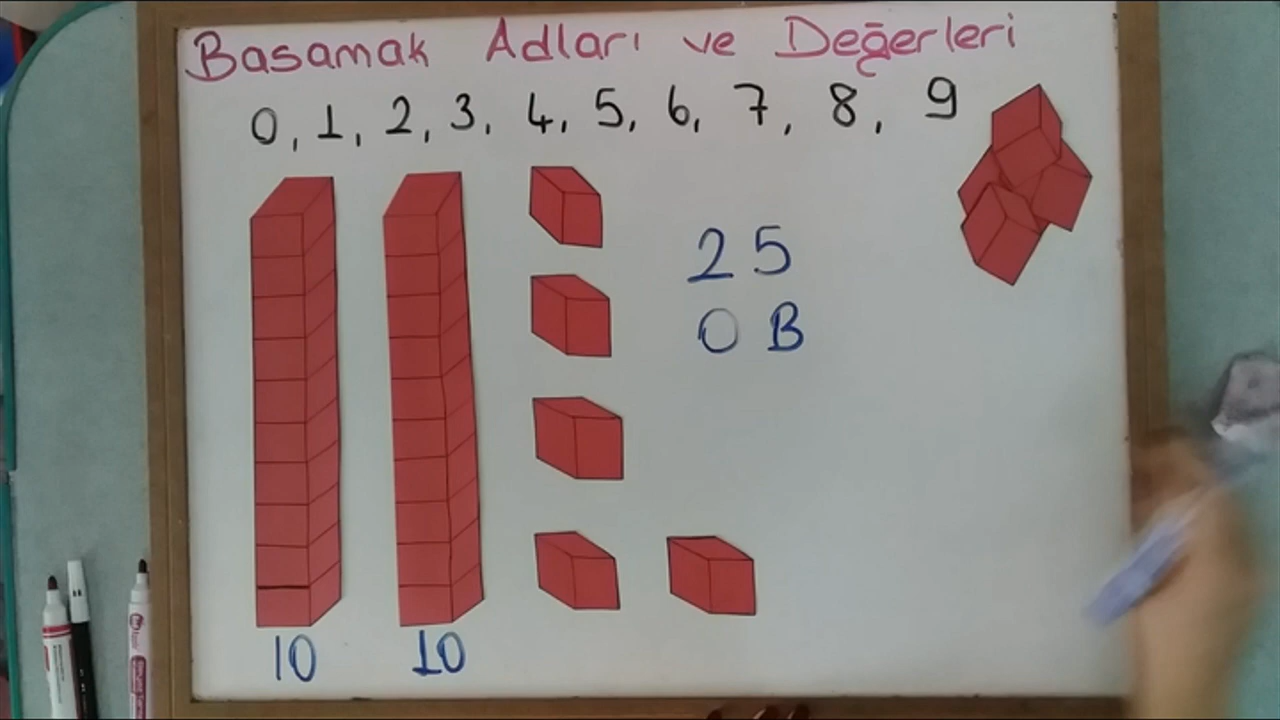 Basamak Adları ve Değerleri
0, 1, 2, 3, 4, 5, 6, 7, 8, 9
25
O B
10 10